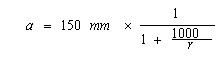 a = 150 mm × 1 / (1 + 1000 / r)